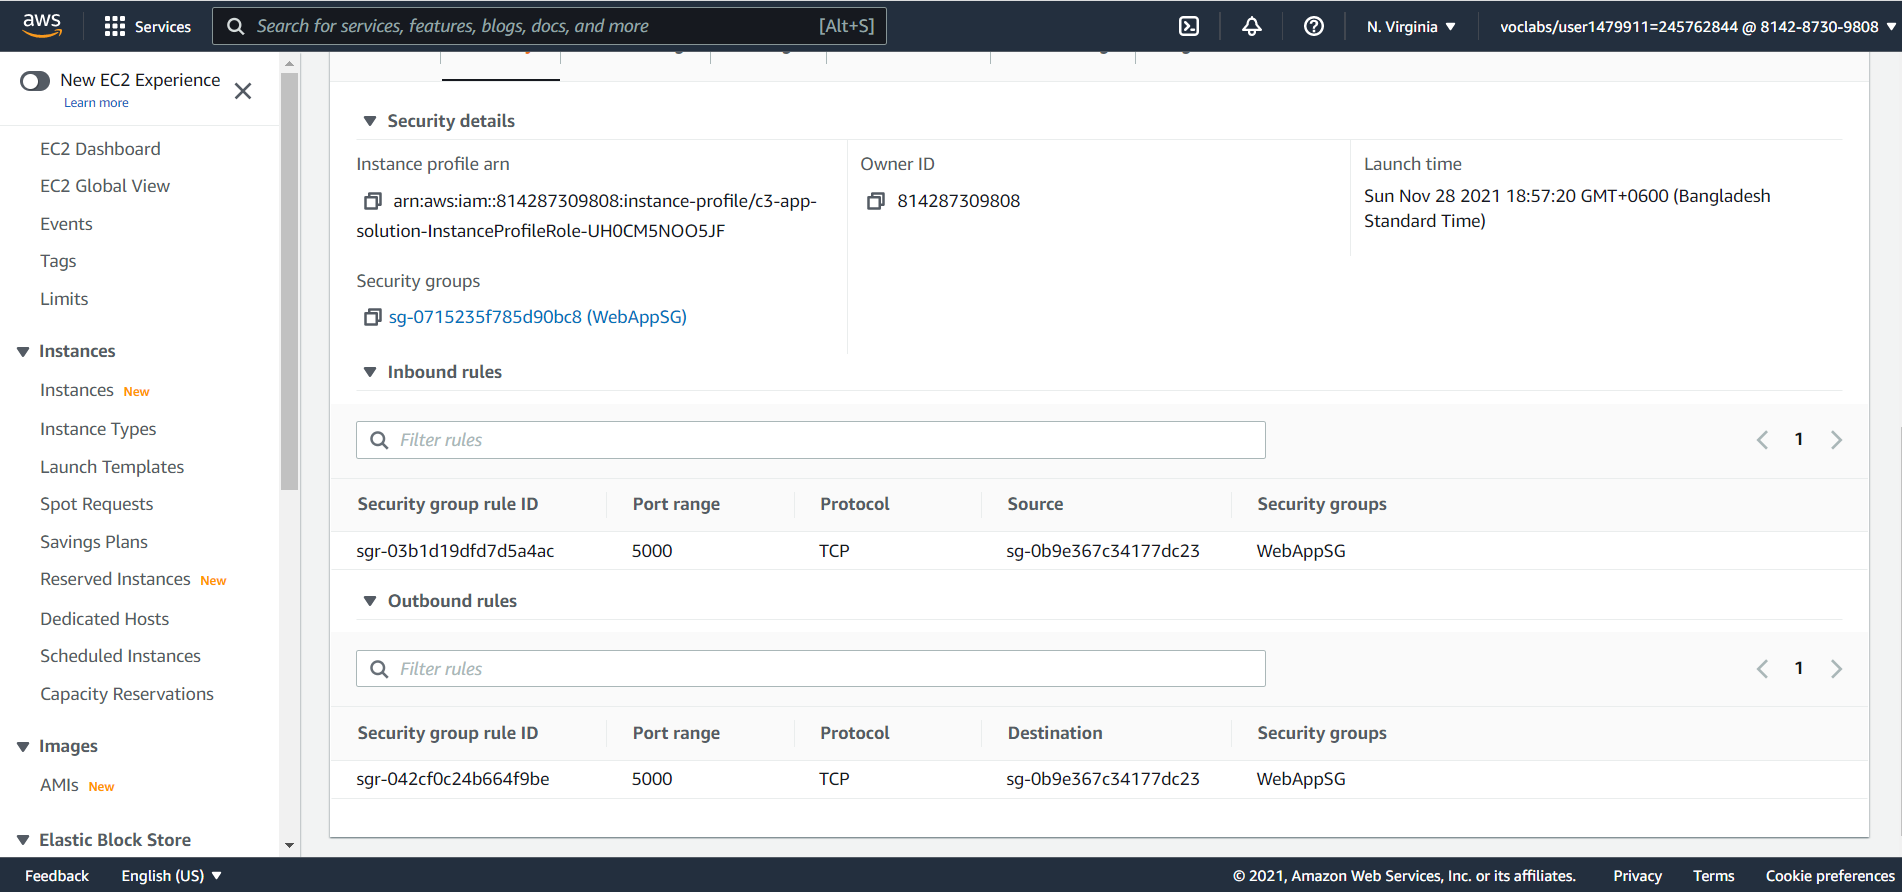 aws
Services
Search for services, features, blogs, docs, and more [Alt+S]
N. Virginia
voclabs/user1479911=245762844 @ 8142-8730-9808
New EC2 Experience
Learn more
EC2 Dashboard
EC2 Global View
Events
Tags
Limits
Instances
Instances New
Instance Types
Launch Templates
Spot Requests
Savings Plans
Reserved Instances New
Dedicated Hosts
Scheduled Instances
Capacity Reservations
Images
AMIs New
Elastic Block Store
Security details
Instance profile arn
arn:aws:iam::814287309808:instance-profile/c3-app-
solution-InstanceProfileRole-UH0CM5NOO5JF
Owner ID
814287309808
Launch time
Sun Nov 28 2021 18:57:20 GMT+0600 (Bangladesh
Standard Time)
Security groups
sg-0715235f785d90bc8 (WebAppSG)
Inbound rules
Filter rules
1
Security group rule ID Port range Protocol Source Security groups
sgr-03b1d19dfd7d5a4ac 5000 TCP sg-0b9e367c34177dc23 WebAppSG
Outbound rules
Filter rules
1
Security group rule ID Port range Protocol Destination Security groups
sgr-042cf0c24b664f9be 5000 TCP sg-0b9e367c34177dc23 WebAppSG
Feedback English (US)
© 2021, Amazon Web Services, Inc. or its affiliates. Privacy Terms Cookie preferences